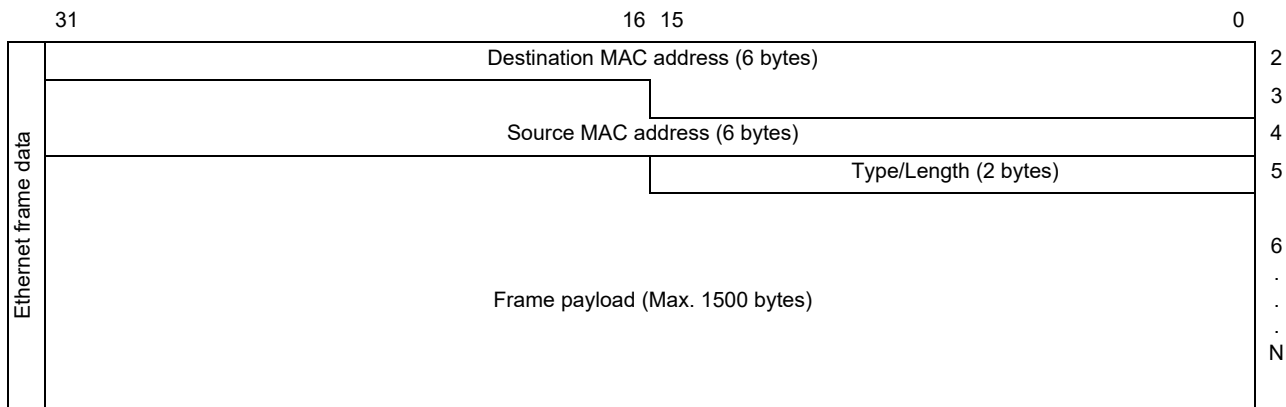 31 16 15 0
Destination MAC address (6 bytes) 2
3
Source MAC address (6 bytes) 4
Type/Length (2 bytes) 5
Ethernet frame data
6
.
Frame payload (Max. 1500 bytes) .
.
N